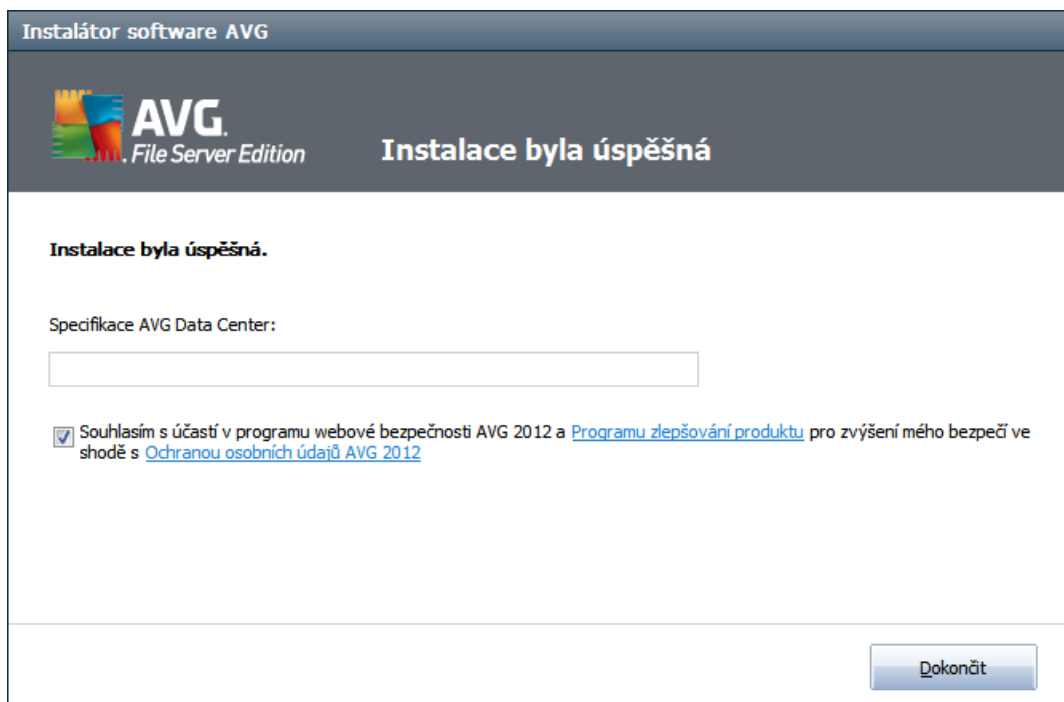 Instalátor software AVG
AVG.
File Server Edition
Instalace byla úspěšná
Instalace byla úspěšná.
Specifikace AVG Data Center:
Souhlasím s účastí v programu webové bezpečnosti AVG 2012 a Programu zlepšování produktu pro zvýšení mého bezpečí ve
shodě s Ochranou osobních údajů AVG 2012
Dokončit